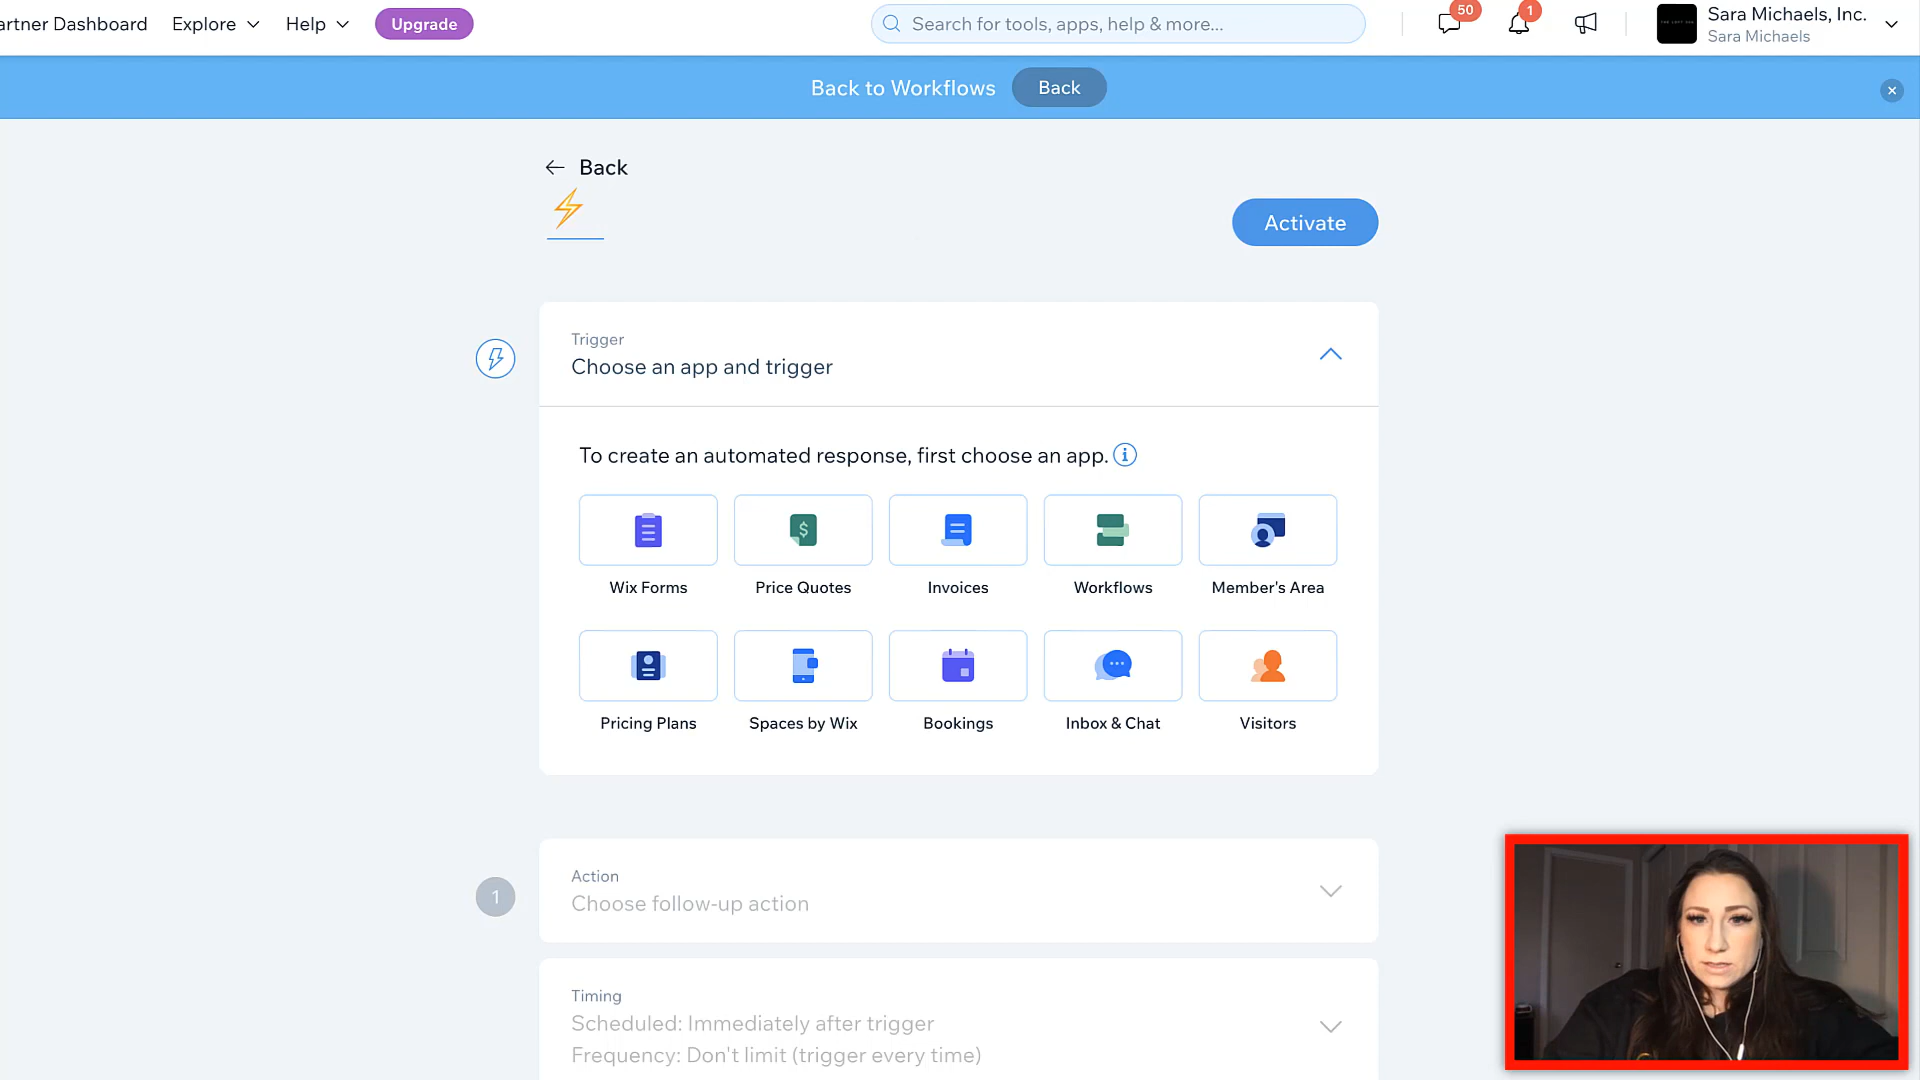 artner Dashboard
Explore
Help
Upgrade
Search for tools, apps, help & more...
50
1
Sara Michaels, Inc.
Sara Michaels
Back to Workflows
Back
Back
Activate
Trigger
Choose an app and trigger
To create an automated response, first choose an app.
Wix Forms
Price Quotes
Invoices
Workflows
Member's Area
Pricing Plans
Spaces by Wix
Bookings
Inbox & Chat
Visitors
1
Action
Choose follow-up action
Timing
Scheduled: Immediately after trigger
Frequency: Don't limit (trigger every time)